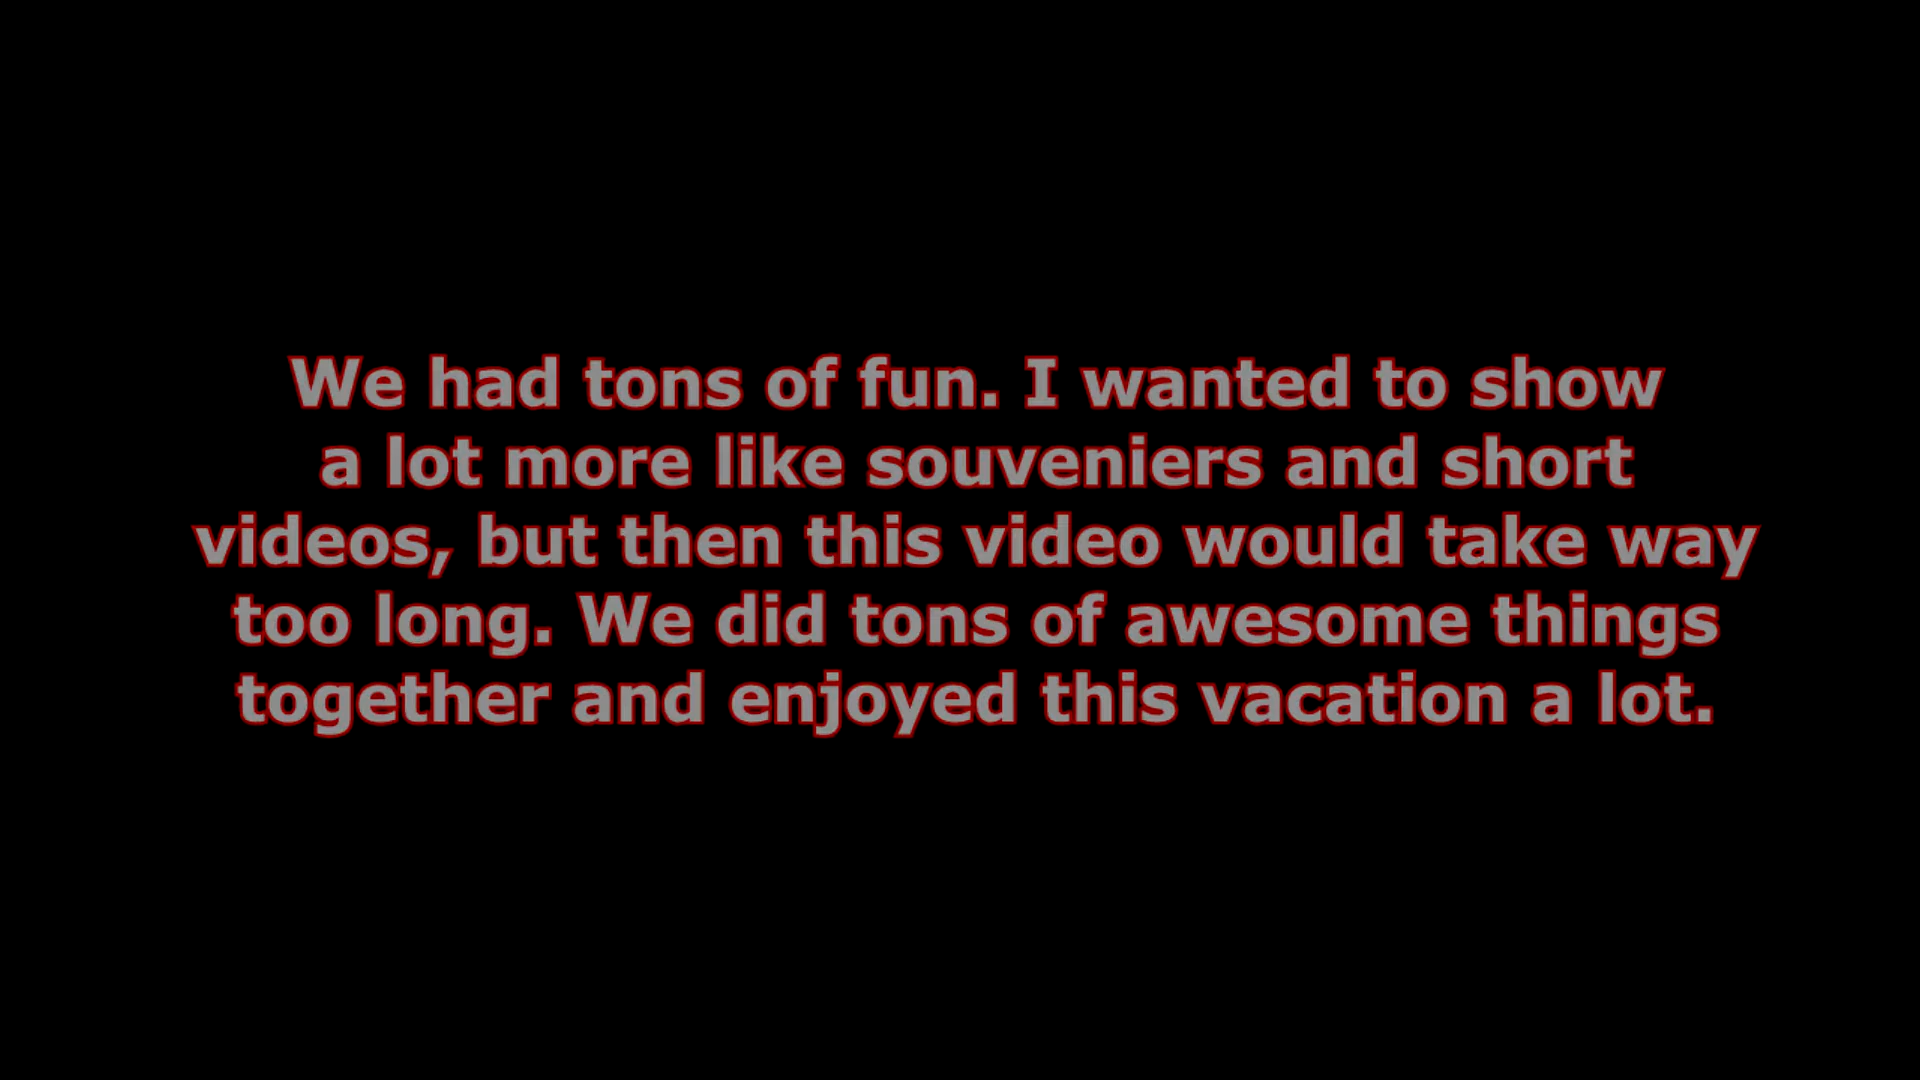 We had tons of fun. I wanted to show
a lot more like souveniers and short
videos, but then this video would take way
too long. We did tons of awesome things
together and enjoyed this vacation a lot.